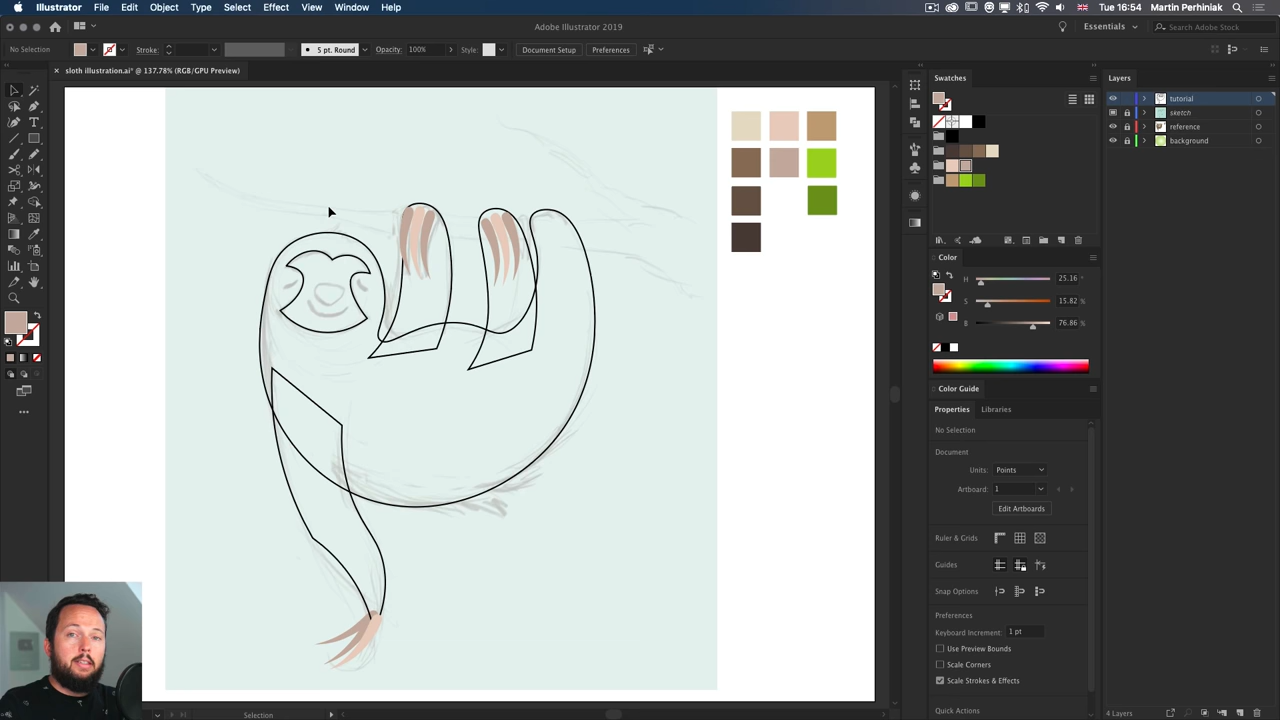 Illustrator File Edit Object Type Select Effect View Window Help
Tue 16:54 Martin Perhiniak
Adobe Illustrator 2019
Essentials
Search Adobe Stock
No Selection
Stroke:
5 pt. Round
Opacity: 100%
Style:
Document Setup
Preferences
sloth illustration.ai* @ 137.78% (RGB/GPU Preview)
Swatches
Layers
tutorial
sketch
reference
background
Color
H 25.16 °
S 15.82 %
B 76.86 %
Color Guide
Properties Libraries
No Selection
Document
Units: Points
Artboard: 1
Edit Artboards
Ruler & Grids
Guides
Snap Options
Preferences
Keyboard Increment: 1 pt
Use Preview Bounds
Scale Corners
Scale Strokes & Effects
Quick Actions
Selection
4 Layers